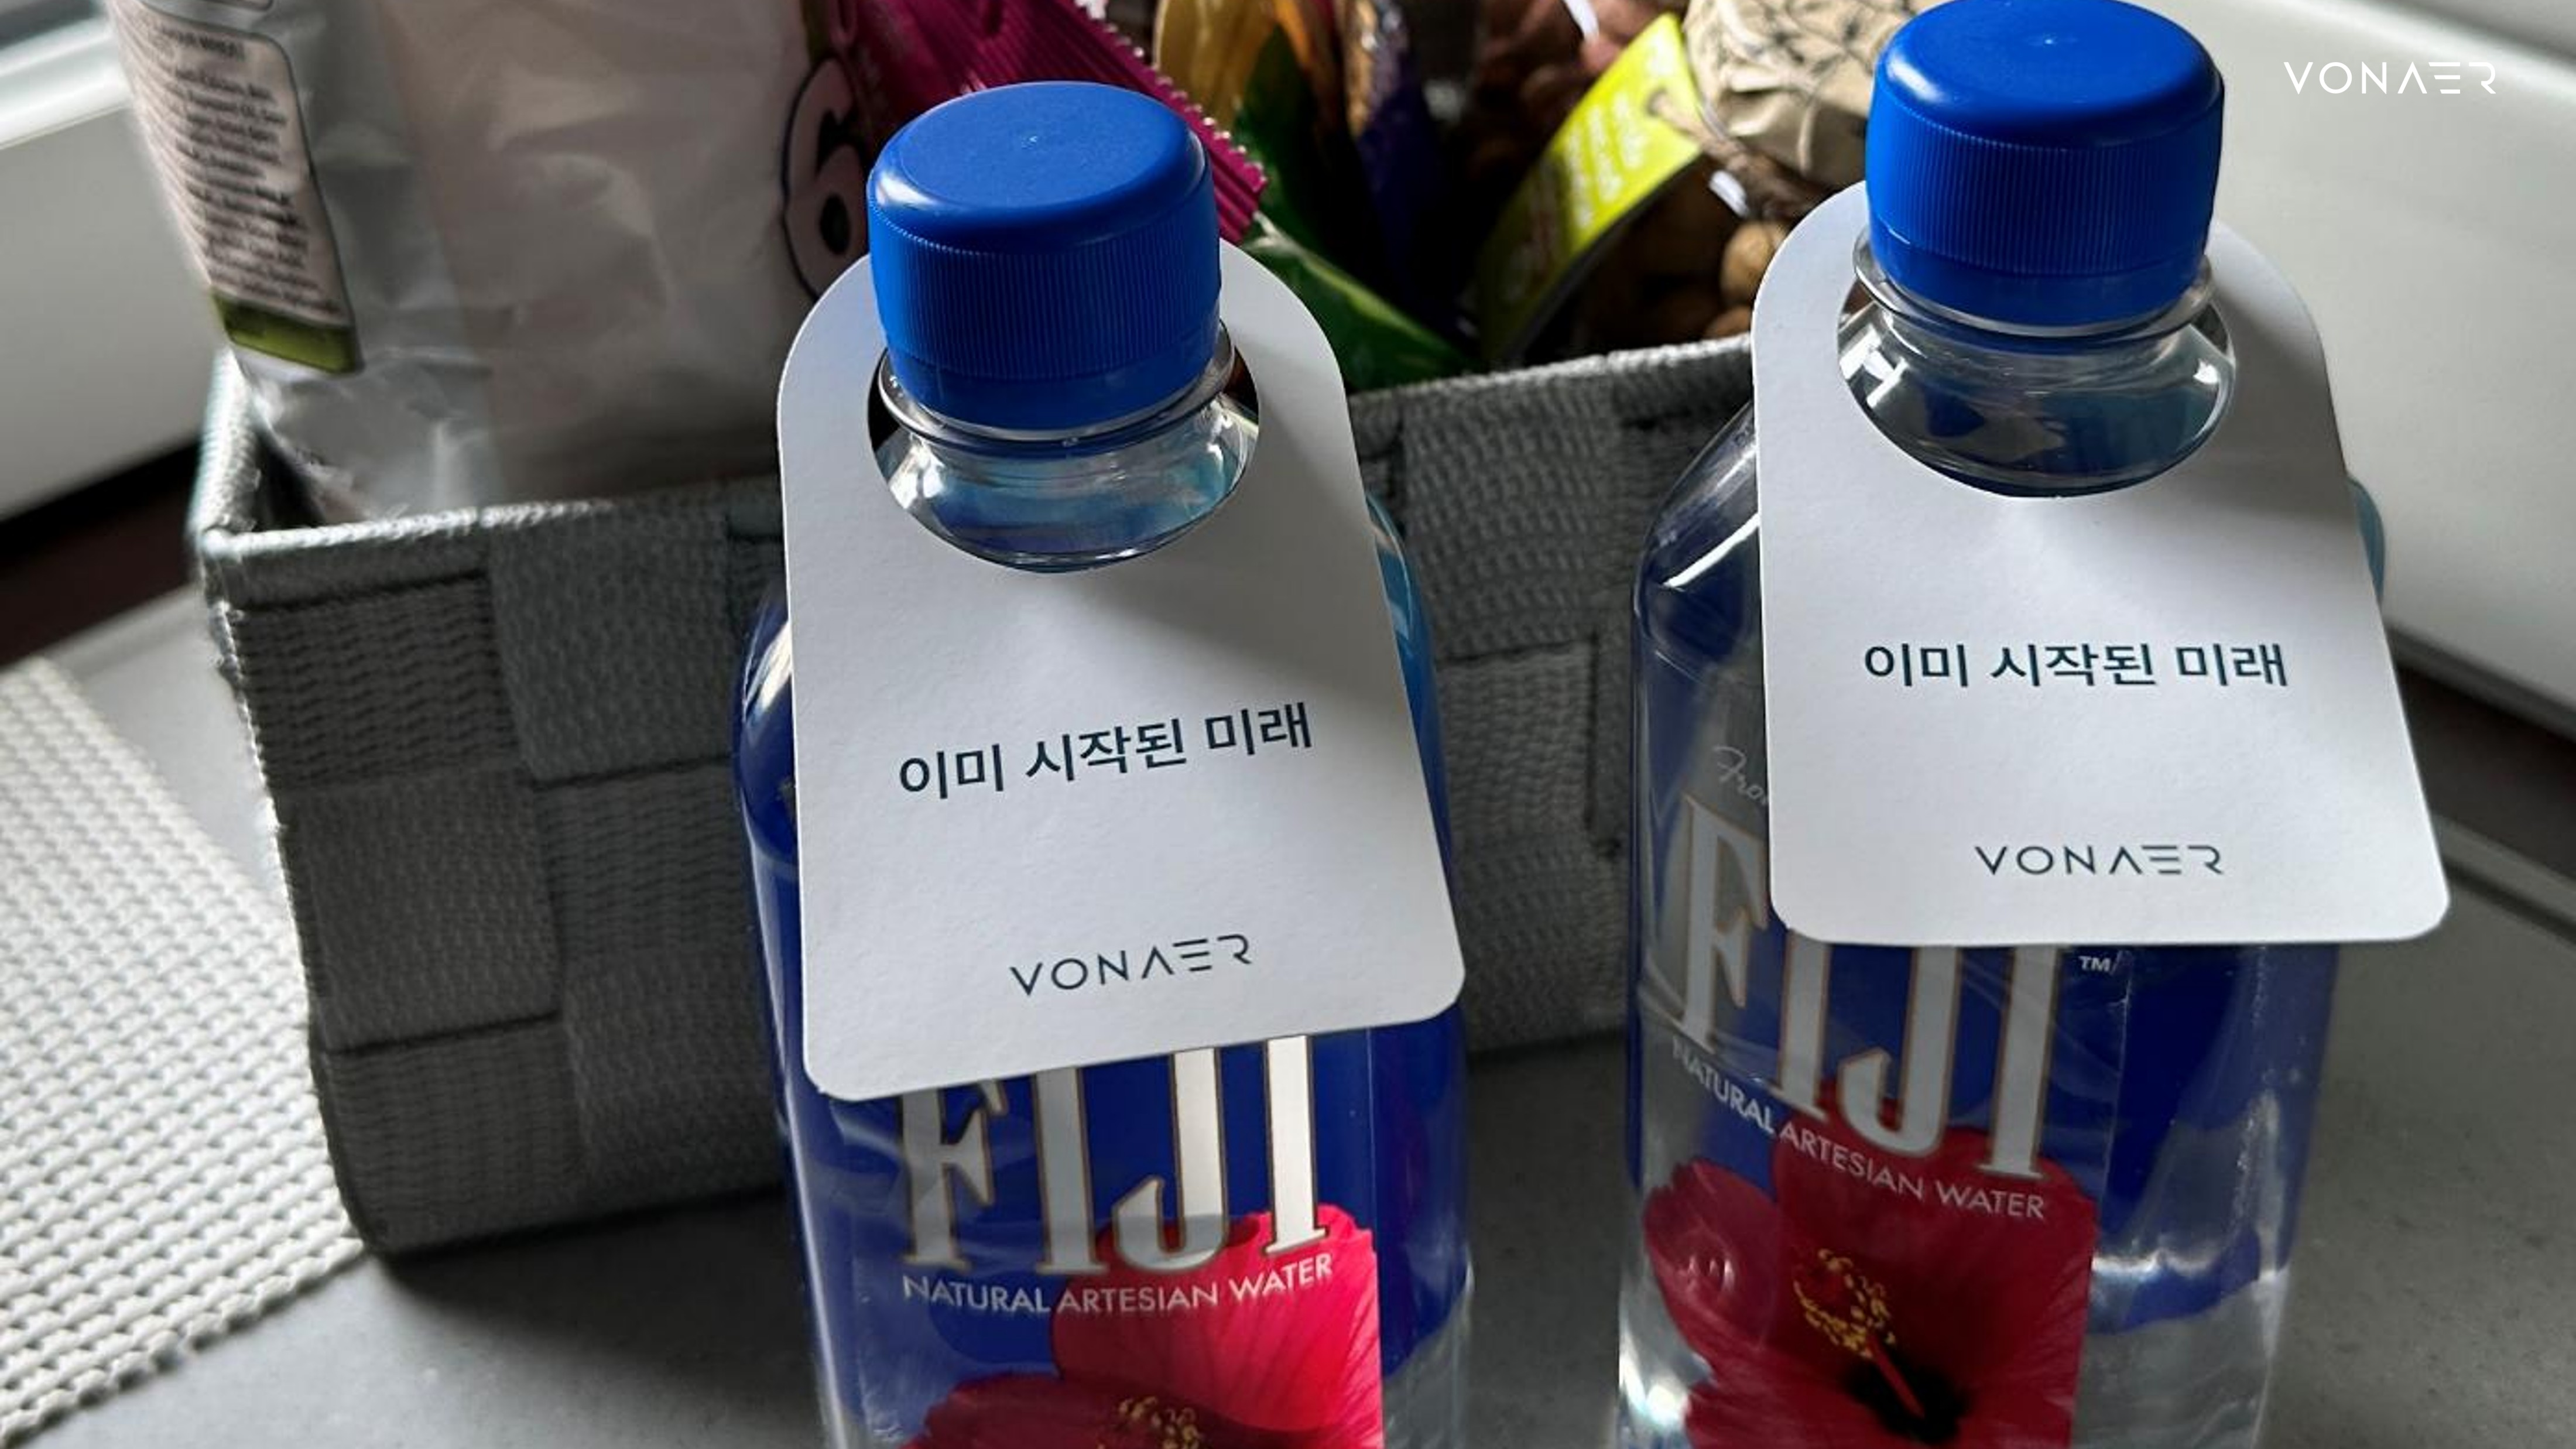 VONAER
이미 시작된 미래
VONAER
FIJI
NATURAL ARTESIAN WATER
이미 시작된 미래
VONAER
FIJI
TM
NATURAL ARTESIAN WATER